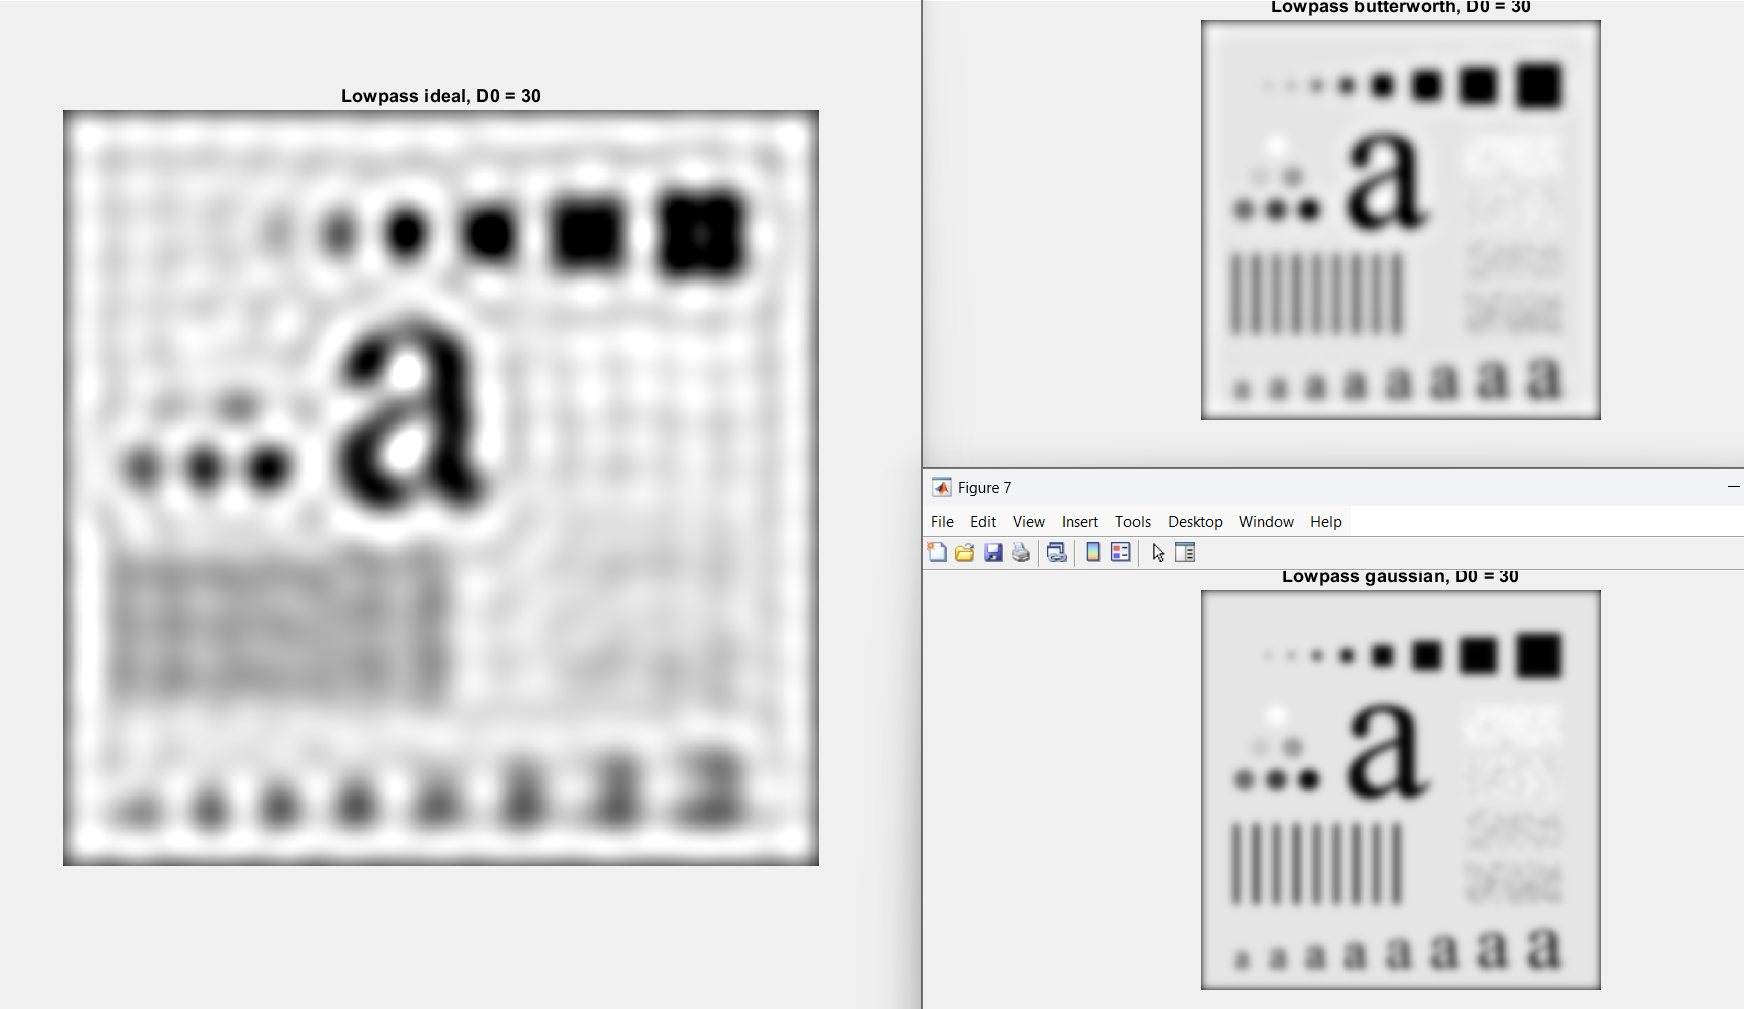 Lowpass ideal, D0 = 30
a
Lowpass butterworth, D0 = 30
a
a a a a a a a a
Figure 7
File Edit View Insert Tools Desktop Window Help
Lowpass gaussian, D0 = 30
a
a a a a a a a a